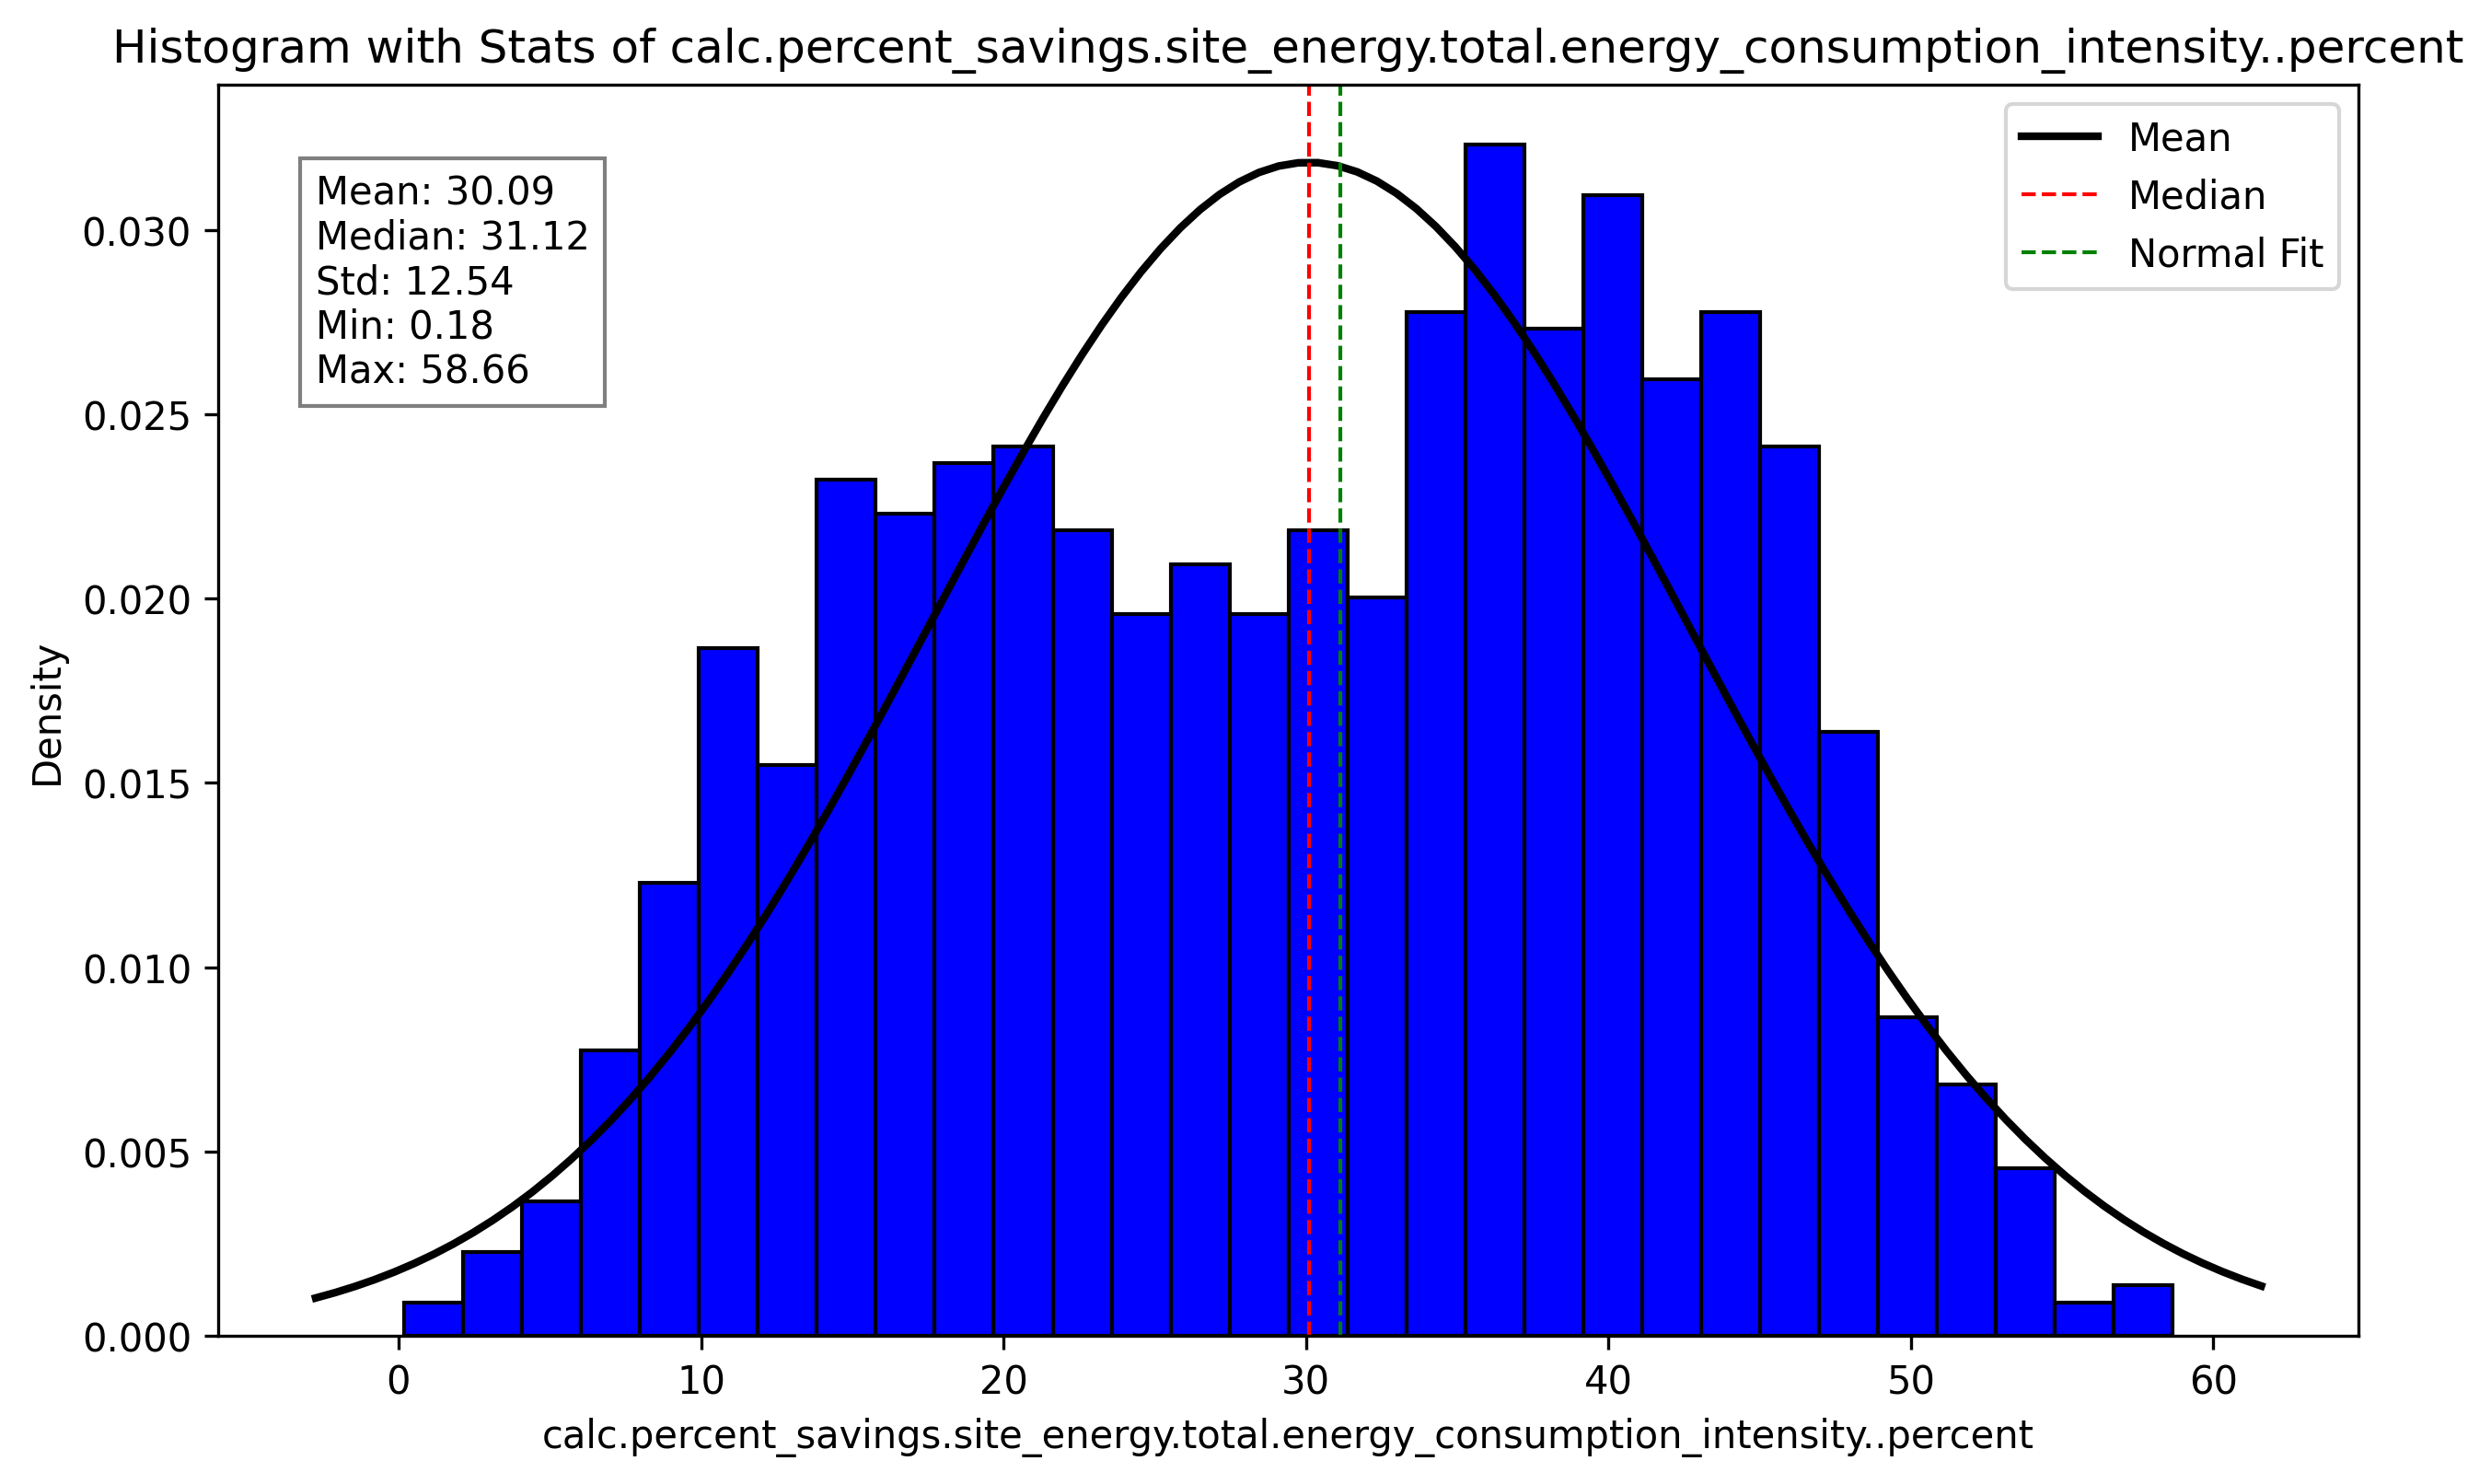 Histogram with Stats of calc.percent_savings.site_energy.total.energy_consumption_intensity..percent
Mean: 30.09
Median: 31.12
Std: 12.54
Min: 0.18
Max: 58.66
Mean
Median
Normal Fit
0.030
0.025
0.020
0.015
0.010
0.005
0.000
Density
0
10
20
30
40
50
60
calc.percent_savings.site_energy.total.energy_consumption_intensity..percent